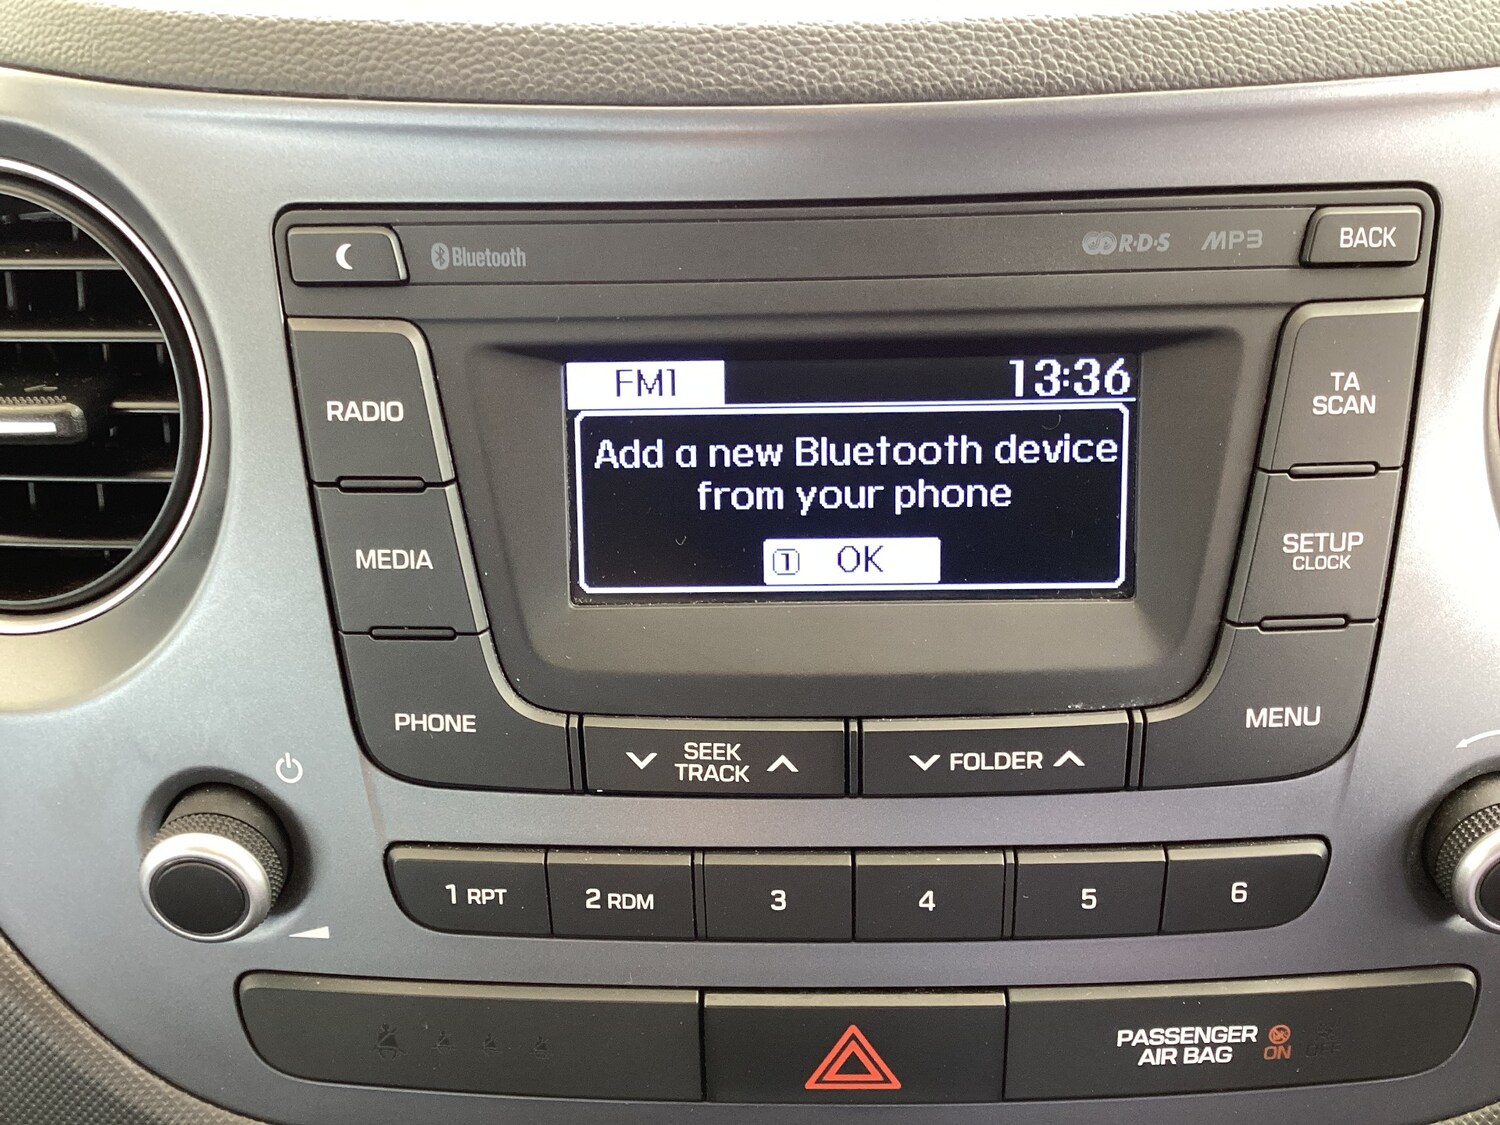 Bluetooth
R·D·S
MP3
BACK
RADIO
FM1
13:36
TA
SCAN
Add a new Bluetooth device
from your phone
1 OK
MEDIA
SETUP
CLOCK
PHONE
SEEK
TRACK
FOLDER
MENU
1 RPT
2 RDM
3
4
5
6
PASSENGER
AIR BAG
ON
OFF